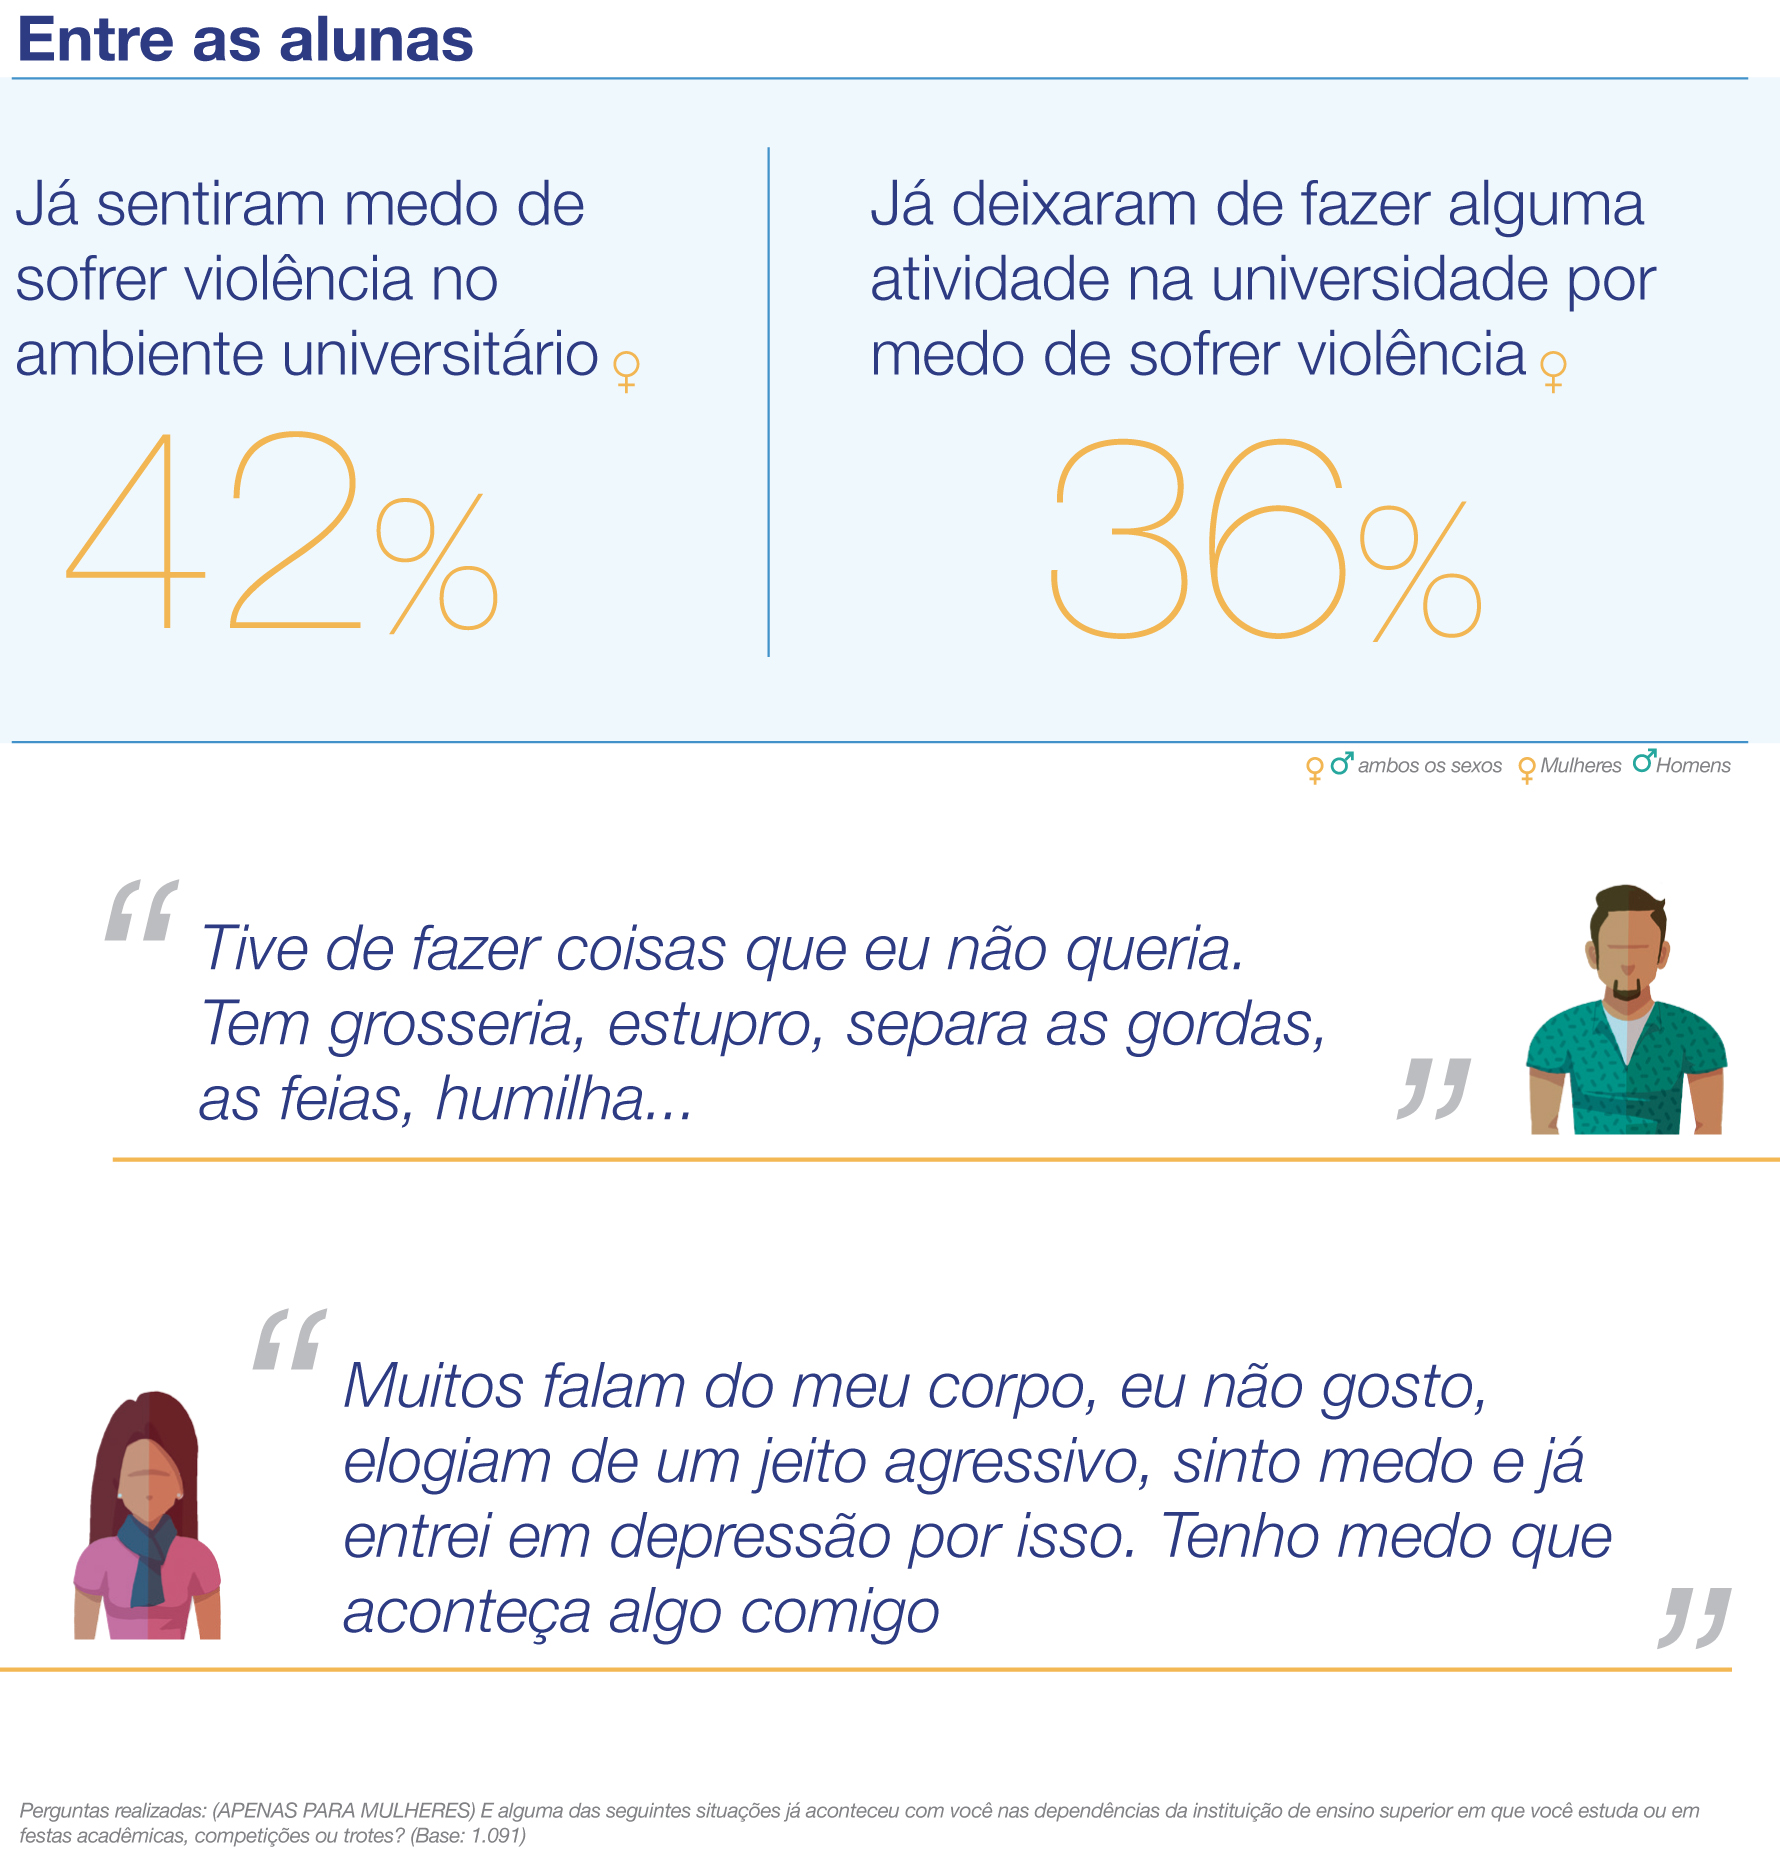 Entre as alunas
Já sentiram medo de
sofrer violência no
ambiente universitário ♀
42%
Já deixaram de fazer alguma
atividade na universidade por
medo de sofrer violência ♀
36%
♀ ♂ ambos os sexos ♀ Mulheres ♂ Homens
“ Tive de fazer coisas que eu não queria.
Tem grosseria, estupro, separa as gordas,
as feias, humilha... ”
“ Muitos falam do meu corpo, eu não gosto,
elogiam de um jeito agressivo, sinto medo e já
entrei em depressão por isso. Tenho medo que
aconteça algo comigo ”
Perguntas realizadas: (APENAS PARA MULHERES) E alguma das seguintes situações já aconteceu com você nas dependências da instituição de ensino superior em que você estuda ou em
festas acadêmicas, competições ou trotes? (Base: 1.091)